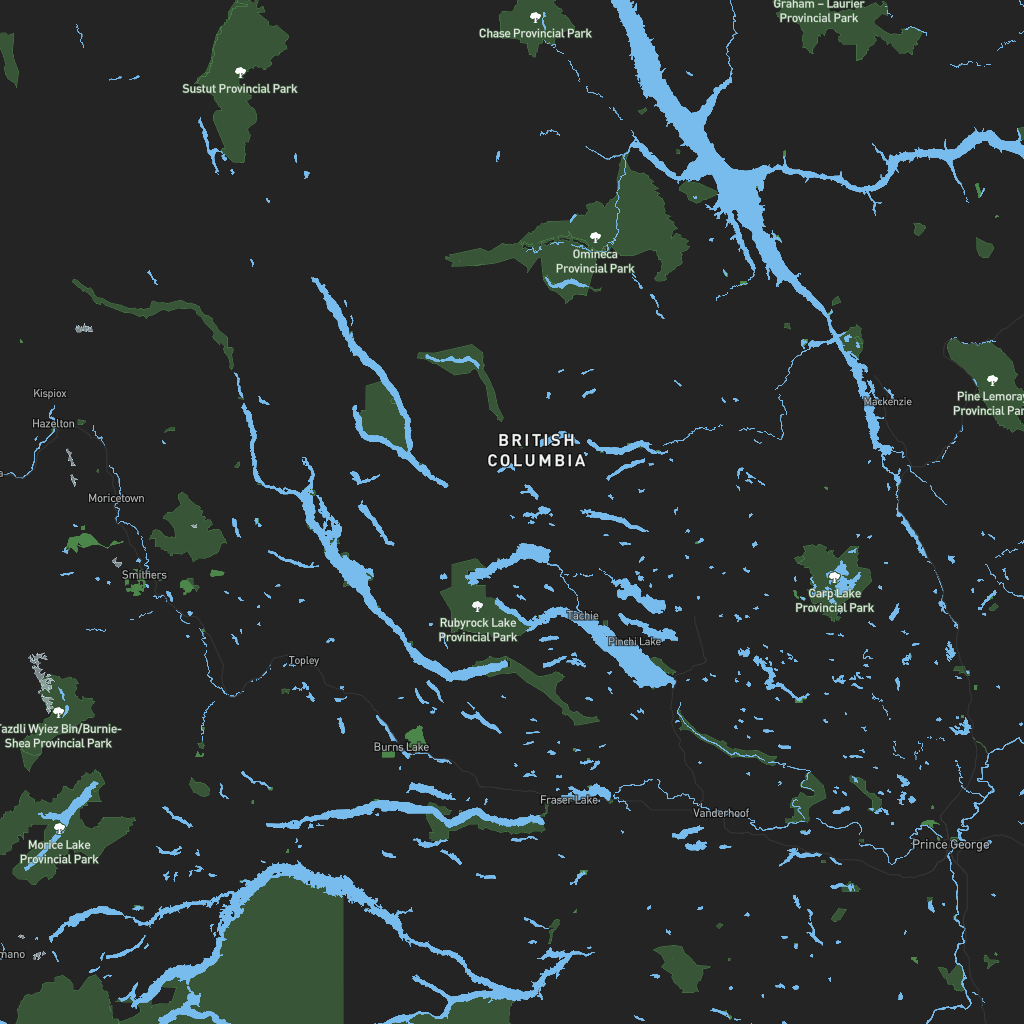 Graham – Laurier
Provincial Park
Chase Provincial Park
Sustut Provincial Park
Omineca
Provincial Park
Kispiox
Hazelton
Mackenzie
Pine Lemoray
Provincial Park
BRITISH
COLUMBIA
Moricetown
Smithers
Carp Lake
Provincial Park
Rubyrock Lake
Provincial Park
Tachie
Pinchi Lake
Topley
Tazdli Wyiez Bin/Burnie-
Shea Provincial Park
Burns Lake
Fraser Lake
Vanderhoof
Prince George
Morice Lake
Provincial Park
mano